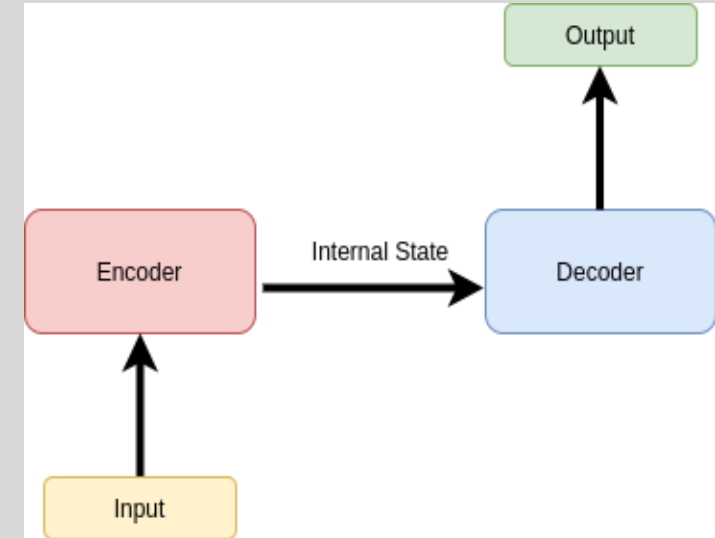 Output
Internal State
Encoder
Decoder
Input